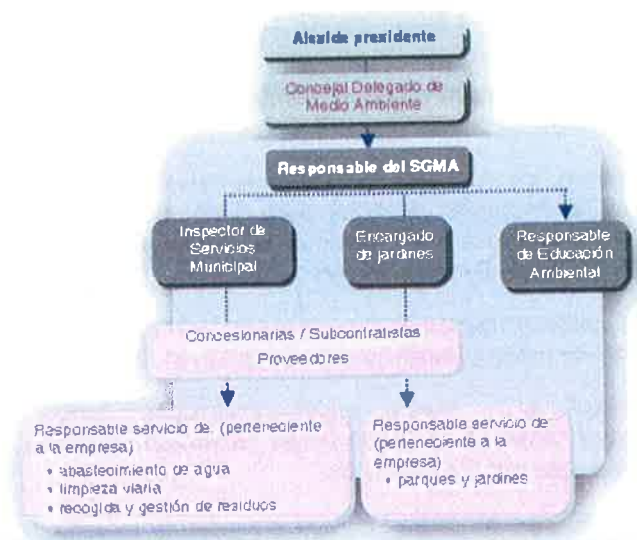 Alcalde presidente
Concejal Delegado de
Medio Ambiente
Responsable del SGMA
Inspector de
Servicios
Municipal
Encargado
de jardines
Responsable
de Educación
Ambiental
Concesionarias / Subcontratistas
Proveedores
Responsable servicio de, (perteneciente
a la empresa)
• abastecimiento de agua
• limpieza viaria
• recogida y gestión de residuos
Responsable servicio de
(perteneciente a la
empresa)
• parques y jardines